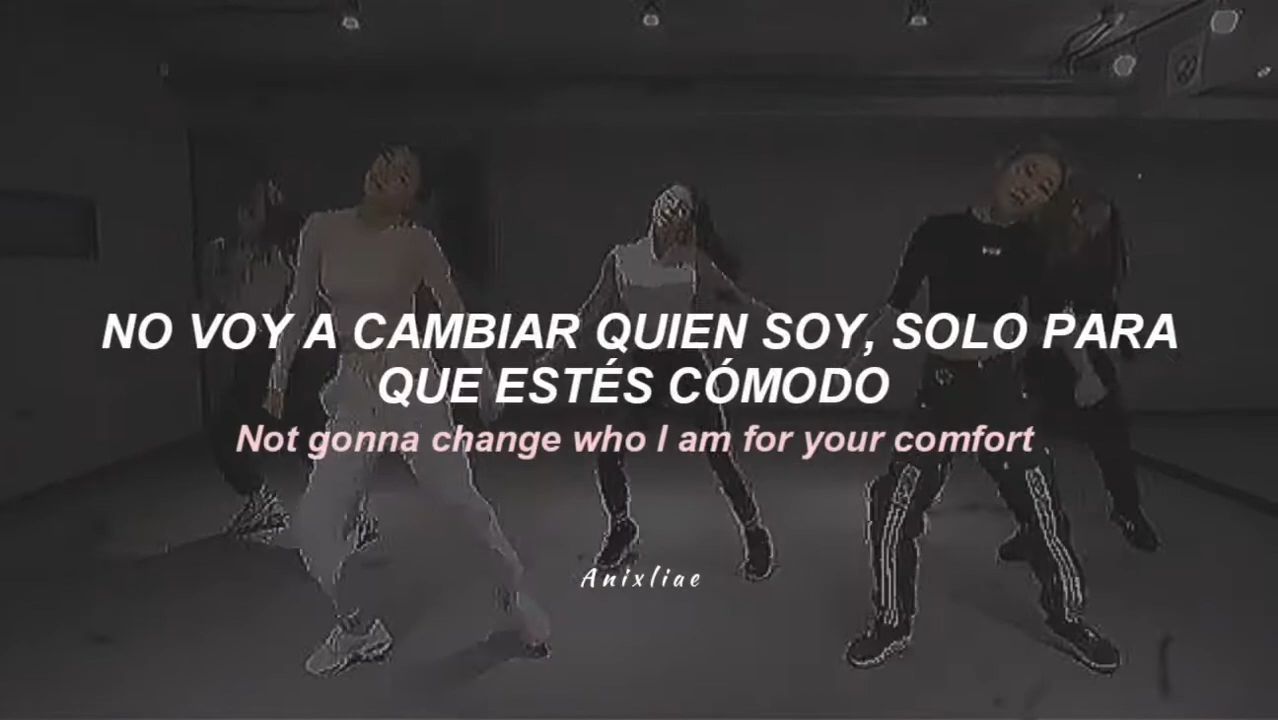 NO VOY A CAMBIAR QUIEN SOY, SOLO PARA
QUE ESTÉS CÓMODO
Not gonna change who I am for your comfort
Anixliae